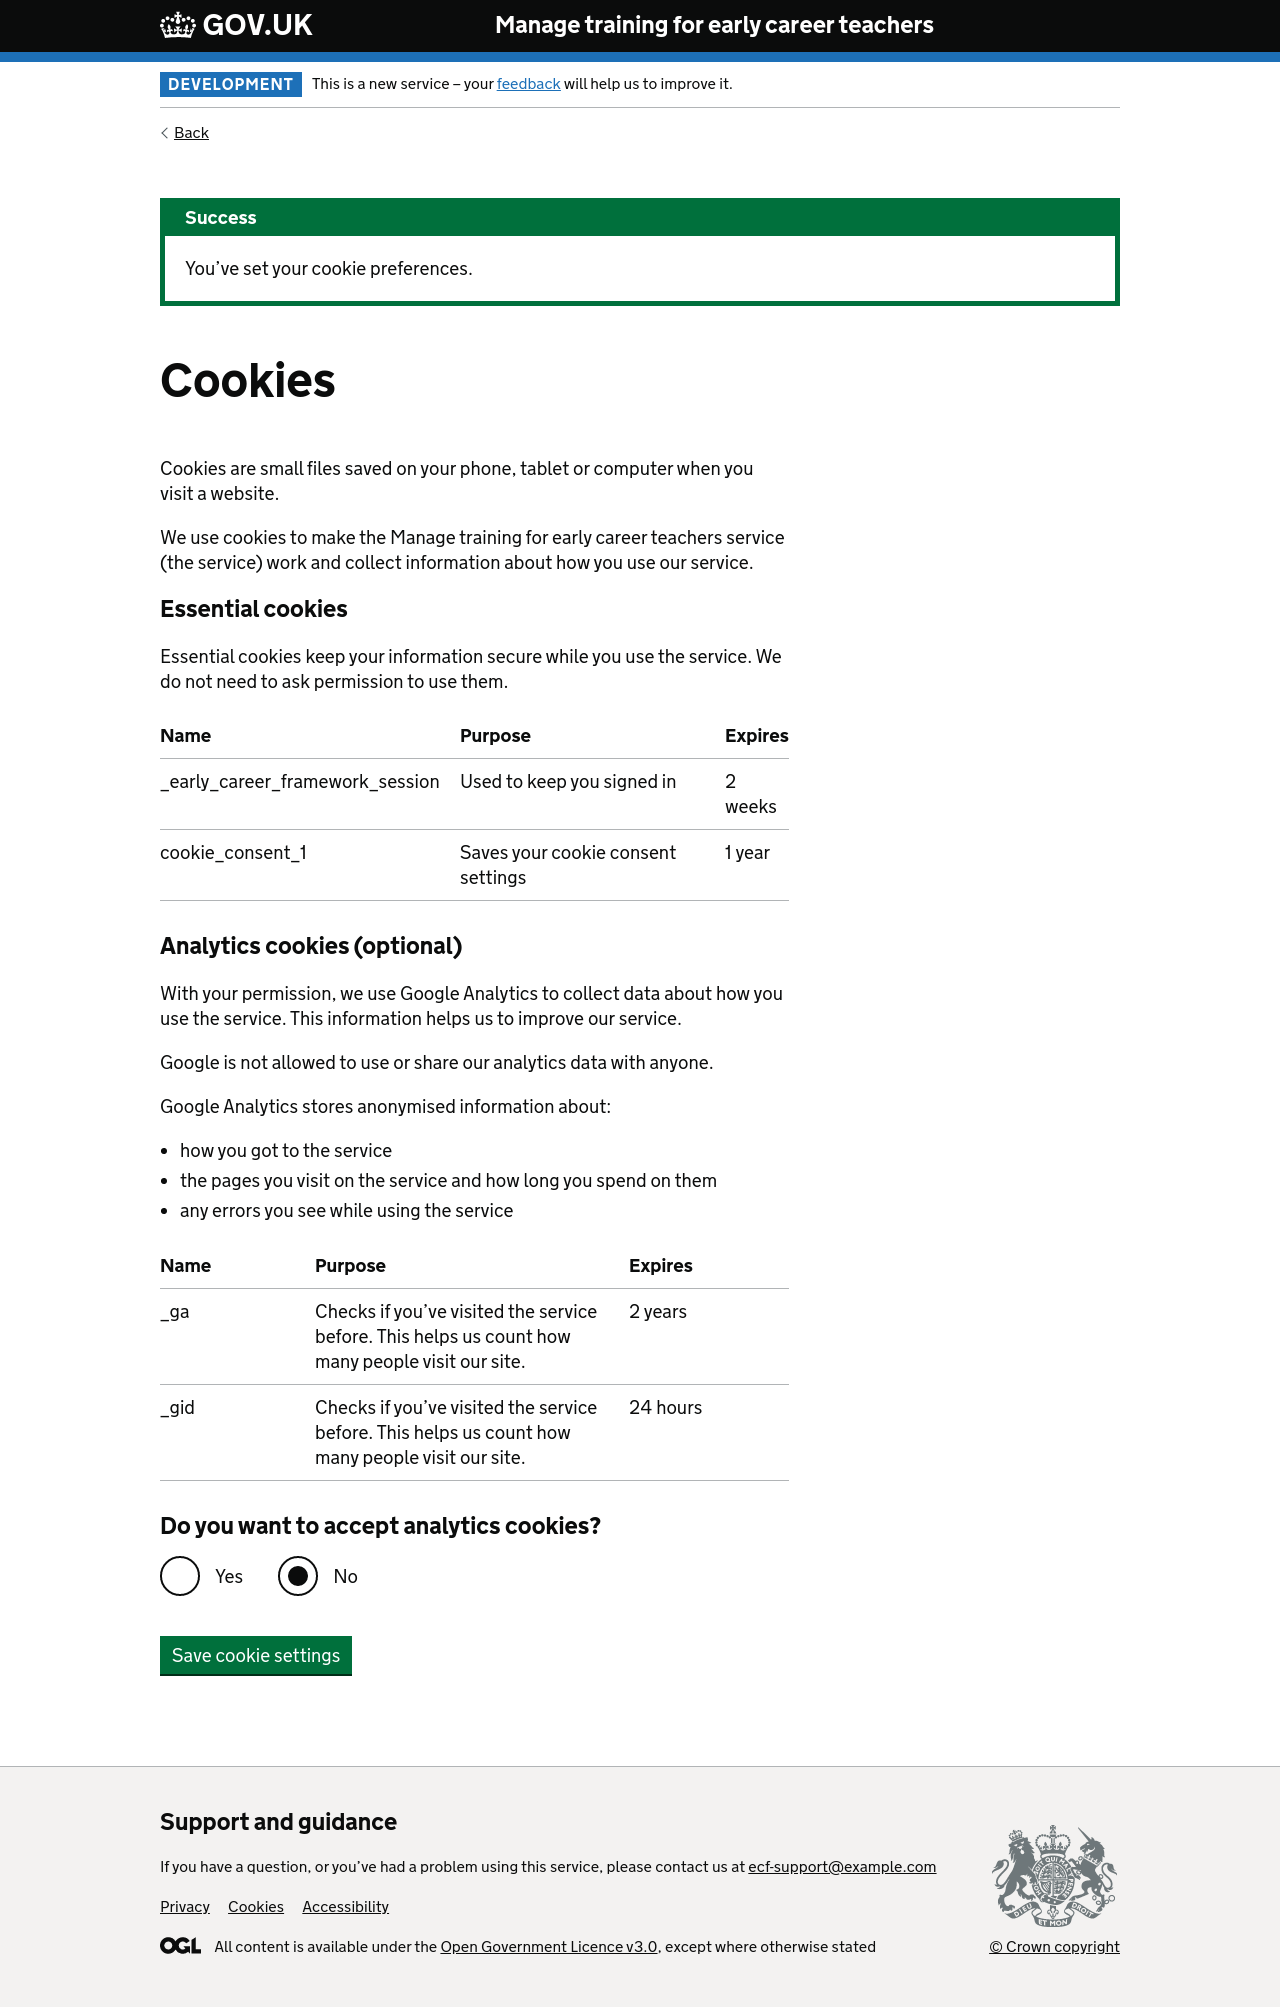 GOV.UK Manage training for early career teachers
DEVELOPMENT This is a new service – your feedback will help us to improve it.
Back
Success
You’ve set your cookie preferences.
Cookies
Cookies are small files saved on your phone, tablet or computer when you
visit a website.
We use cookies to make the Manage training for early career teachers service
(the service) work and collect information about how you use our service.
Essential cookies
Essential cookies keep your information secure while you use the service. We
do not need to ask permission to use them.
Name Purpose Expires
_early_career_framework_session Used to keep you signed in 2
weeks
cookie_consent_1 Saves your cookie consent 1 year
settings
Analytics cookies (optional)
With your permission, we use Google Analytics to collect data about how you
use the service. This information helps us to improve our service.
Google is not allowed to use or share our analytics data with anyone.
Google Analytics stores anonymised information about:
• how you got to the service
• the pages you visit on the service and how long you spend on them
• any errors you see while using the service
Name Purpose Expires
_ga Checks if you’ve visited the service 2 years
before. This helps us count how
many people visit our site.
_gid Checks if you’ve visited the service 24 hours
before. This helps us count how
many people visit our site.
Do you want to accept analytics cookies?
Yes No
Save cookie settings
Support and guidance
If you have a question, or you’ve had a problem using this service, please contact us at ecf-support@example.com
Privacy Cookies Accessibility
OGL All content is available under the Open Government Licence v3.0, except where otherwise stated
© Crown copyright